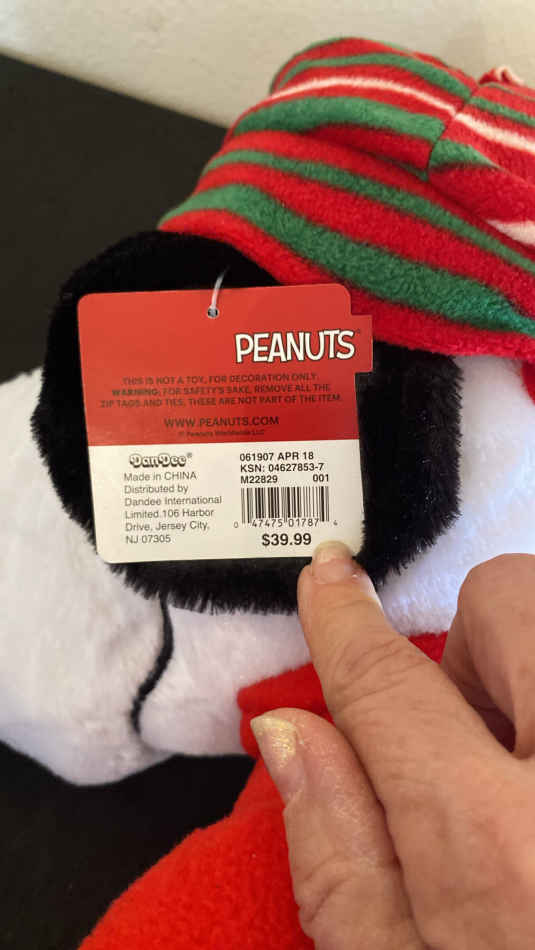 PEANUTS
THIS IS NOT A TOY, FOR DECORATION ONLY.
WARNING: FOR SAFETY'S SAKE, REMOVE ALL THE
ZIP TAGS AND TIES, THESE ARE NOT PART OF THE ITEM.
WWW.PEANUTS.COM
© Peanuts Worldwide LLC
DanDee®
Made in CHINA
Distributed by
Dandee International
Limited.106 Harbor
Drive, Jersey City,
NJ 07305
061907 APR 18
KSN: 04627853-7
M22829 001
0 47475 01787 4
$39.99